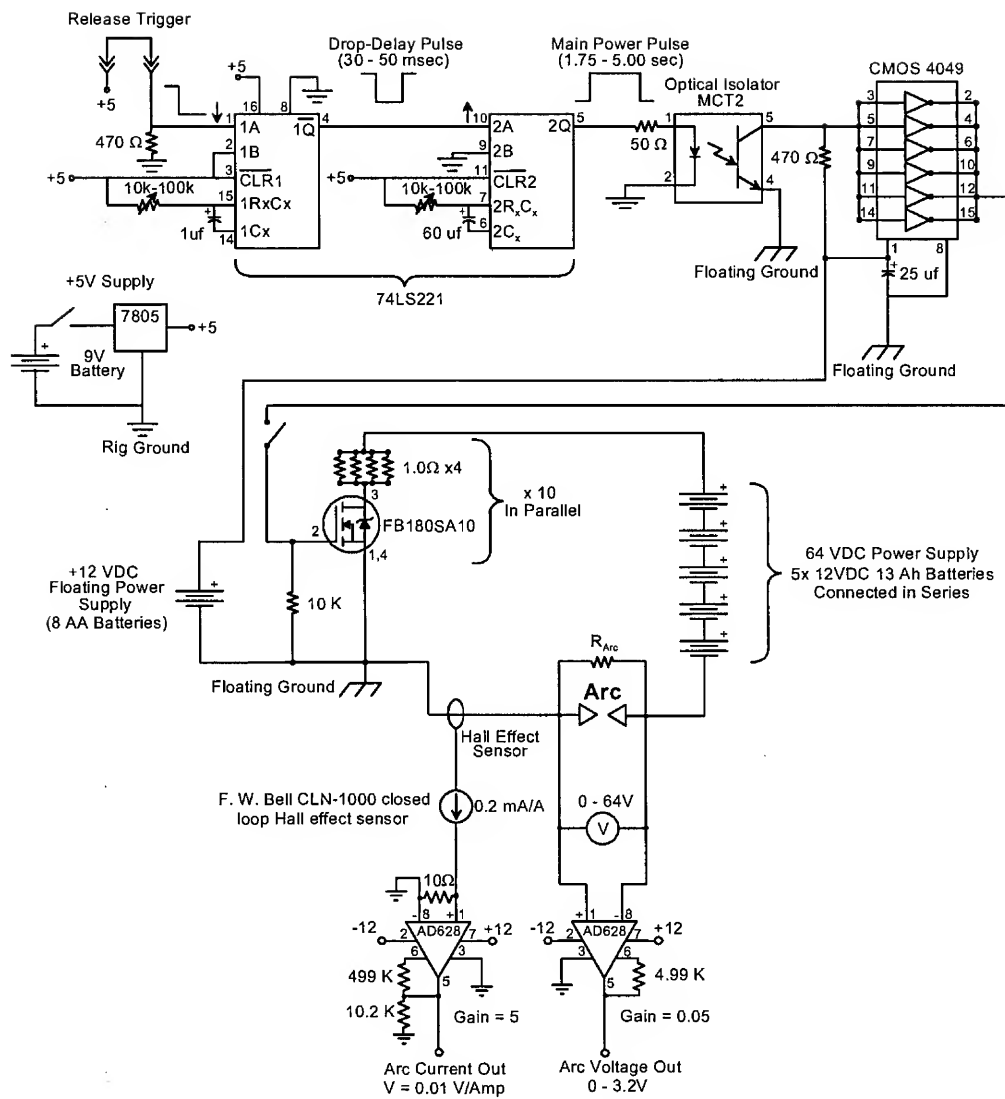 Release Trigger
+5
470 Ω
+5
10k-100k
1uf
+5
16
8
1
1A
1Q
4
2
1B
3
CLR1
15
1RxCx
14
1Cx
Drop-Delay Pulse
(30 - 50 msec)
+5
10k-100k
60 uf
10
2A
2Q
5
9
2B
11
CLR2
7
2RxCx
6
2Cx
74LS221
Main Power Pulse
(1.75 - 5.00 sec)
50 Ω
Optical Isolator
MCT2
1
5
2
4
Floating Ground
470 Ω
CMOS 4049
3
2
5
4
7
6
9
10
11
12
14
15
1
8
25 uf
Floating Ground
+5V Supply
7805
+5
+
9V
Battery
Rig Ground
1.0Ω x4
3
2
FB180SA10
1,4
x 10
In Parallel
+12 VDC
Floating Power
Supply
(8 AA Batteries)
+
10 K
Floating Ground
+
+
+
+
+
64 VDC Power Supply
5x 12VDC 13 Ah Batteries
Connected in Series
RArc
Arc
Hall Effect
Sensor
F. W. Bell CLN-1000 closed
loop Hall effect sensor
0.2 mA/A
0 - 64V
V
10Ω
- 8
+ 1
AD628
-12
2
7
+12
6
3
5
499 K
10.2 K
Gain = 5
Arc Current Out
V = 0.01 V/Amp
+ 1
- 8
AD628
-12
2
7
+12
3
6
5
4.99 K
Gain = 0.05
Arc Voltage Out
0 - 3.2V